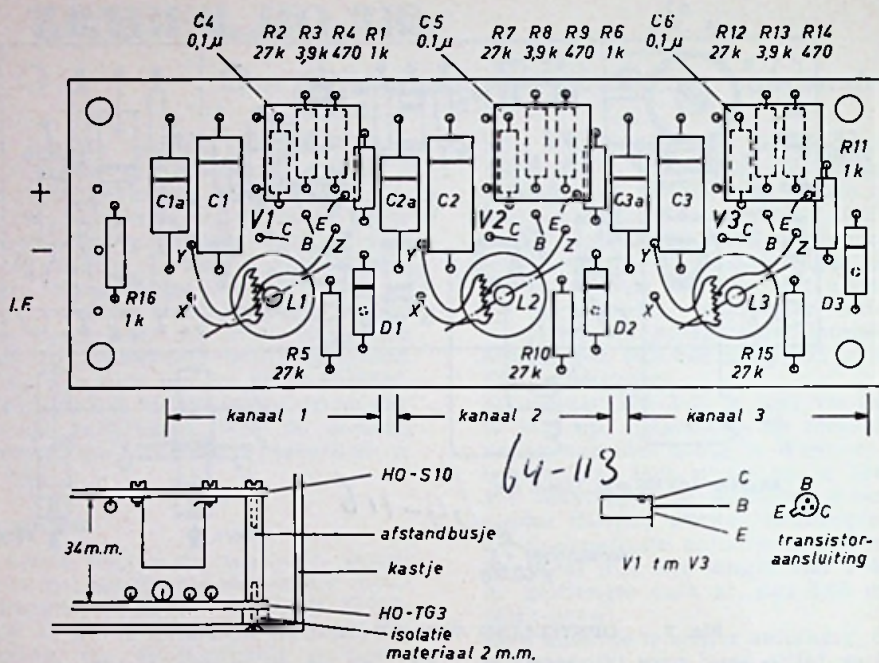 C4 R2 R3 R4 R1 C5 R7 R8 R9 R6 C6 R12 R13 R14
0,1µ 27k 3,9k 470 1k 0,1µ 27k 3,9k 470 1k 0,1µ 27k 3,9k 470
R11
1k
+
C1a C1 C2a C2 C3a C3
V1 E V2 E V3 E
− C B Z C B Z C B Z
Y Y Y
R16
1k
I.F. X L1 D1 X L2 D2 X L3 D3
R5 R10 R15
27k 27k 27k
kanaal 1 kanaal 2 kanaal 3
64-113
HO-S10
34 m.m.
afstandbusje
kastje
HO-TG3
isolatie
materiaal 2 m.m.
C
B
E
V1 tm V3
B
E C
transistor-
aansluiting